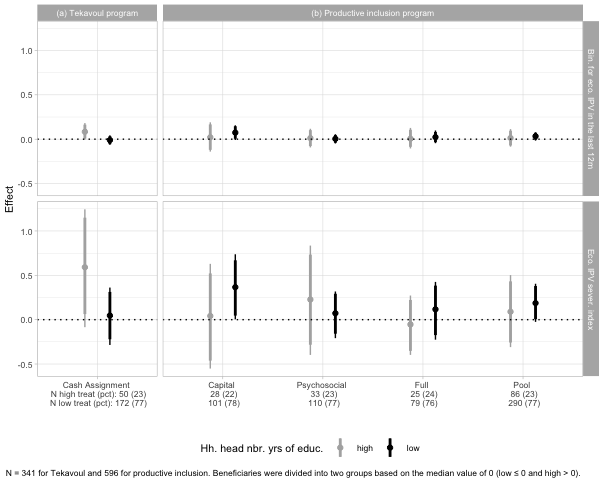 (a) Tekavoul program
(b) Productive inclusion program
Bin. for eco. IPV in the last 12m
1.0
0.5
0.0
-0.5
Eco. IPV sever. index
1.0
0.5
0.0
-0.5
Effect
Cash Assignment
N high treat (pct): 50 (23)
N low treat (pct): 172 (77)
Capital
28 (22)
101 (78)
Psychosocial
33 (23)
110 (77)
Full
25 (24)
79 (76)
Pool
86 (23)
290 (77)
Hh. head nbr. yrs of educ. high low
N = 341 for Tekavoul and 596 for productive inclusion. Beneficiaries were divided into two groups based on the median value of 0 (low ≤ 0 and high > 0).